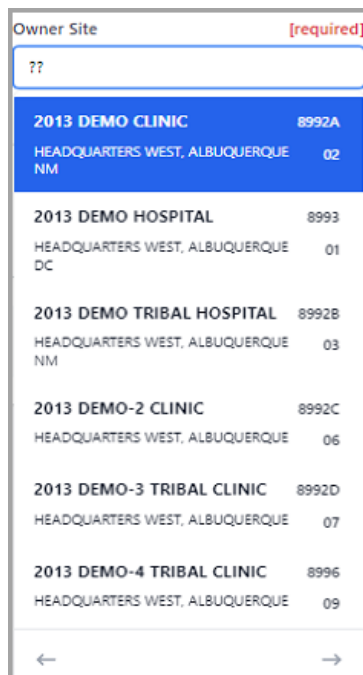 Owner Site [required]
??
2013 DEMO CLINIC 8992A
HEADQUARTERS WEST, ALBUQUERQUE 02
NM
2013 DEMO HOSPITAL 8993
HEADQUARTERS WEST, ALBUQUERQUE 01
DC
2013 DEMO TRIBAL HOSPITAL 8992B
HEADQUARTERS WEST, ALBUQUERQUE 03
NM
2013 DEMO-2 CLINIC 8992C
HEADQUARTERS WEST, ALBUQUERQUE 06
2013 DEMO-3 TRIBAL CLINIC 8992D
HEADQUARTERS WEST, ALBUQUERQUE 07
2013 DEMO-4 TRIBAL CLINIC 8996
HEADQUARTERS WEST, ALBUQUERQUE 09
← →